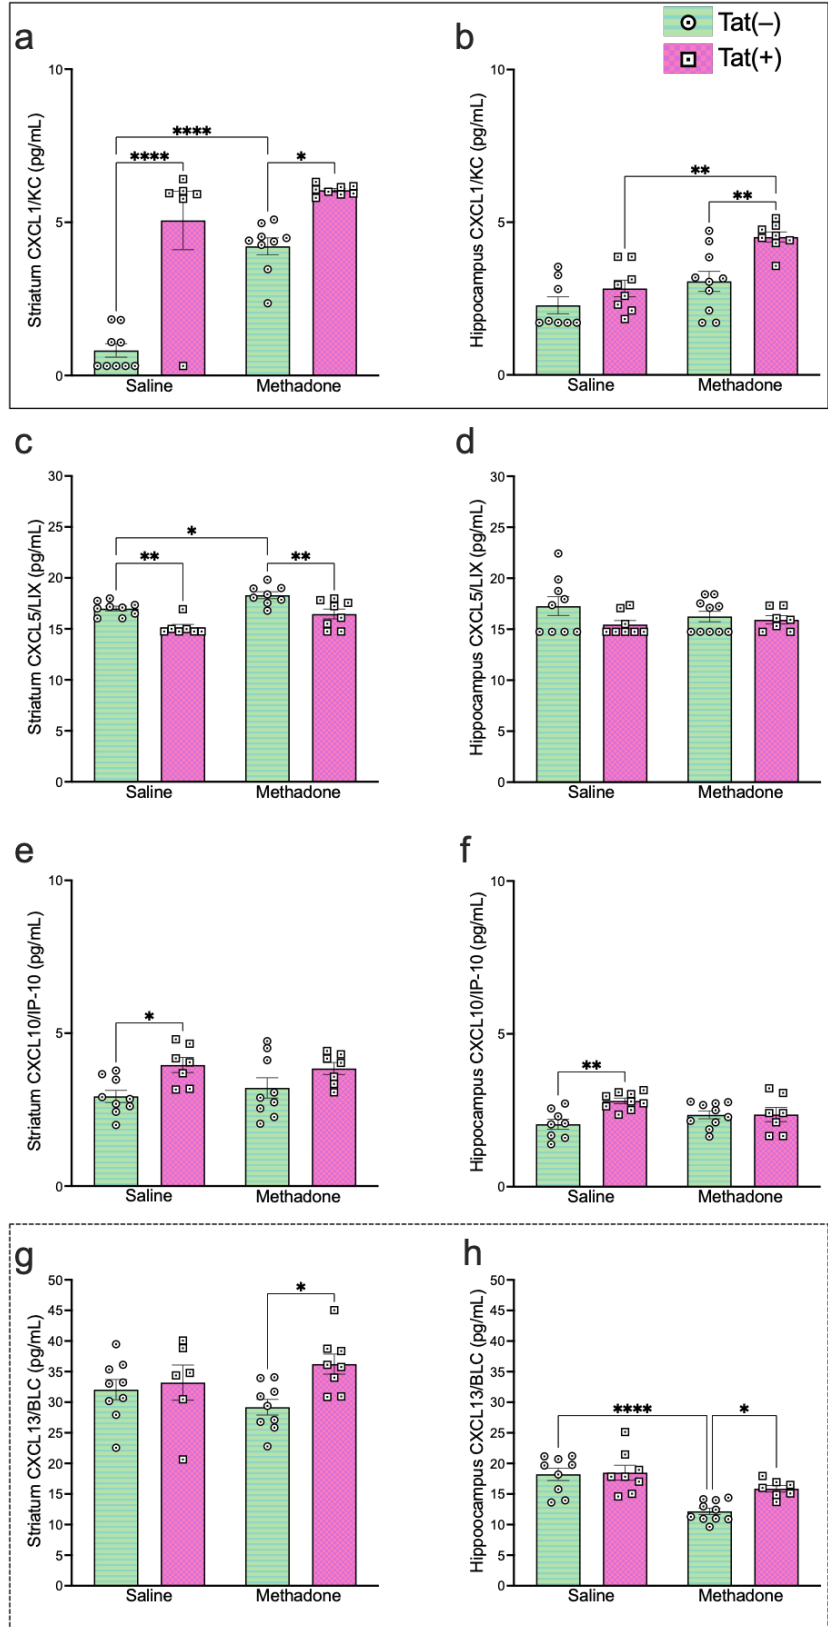 Tat(–)
Tat(+)
a
Striatum CXCL1/KC (pg/mL)
10
5
0
****
****
*
Saline
Methadone
b
Hippocampus CXCL1/KC (pg/mL)
10
5
0
**
**
Saline
Methadone
c
Striatum CXCL5/LIX (pg/mL)
30
25
20
15
10
5
0
*
**
**
Saline
Methadone
d
Hippocampus CXCL5/LIX (pg/mL)
30
25
20
15
10
5
0
Saline
Methadone
e
Striatum CXCL10/IP-10 (pg/mL)
10
5
0
*
Saline
Methadone
f
Hippocampus CXCL10/IP-10 (pg/mL)
10
5
0
**
Saline
Methadone
g
Striatum CXCL13/BLC (pg/mL)
50
45
40
35
30
25
20
15
10
5
0
*
Saline
Methadone
h
Hippoocampus CXCL13/BLC (pg/mL)
50
45
40
35
30
25
20
15
10
5
0
****
*
Saline
Methadone